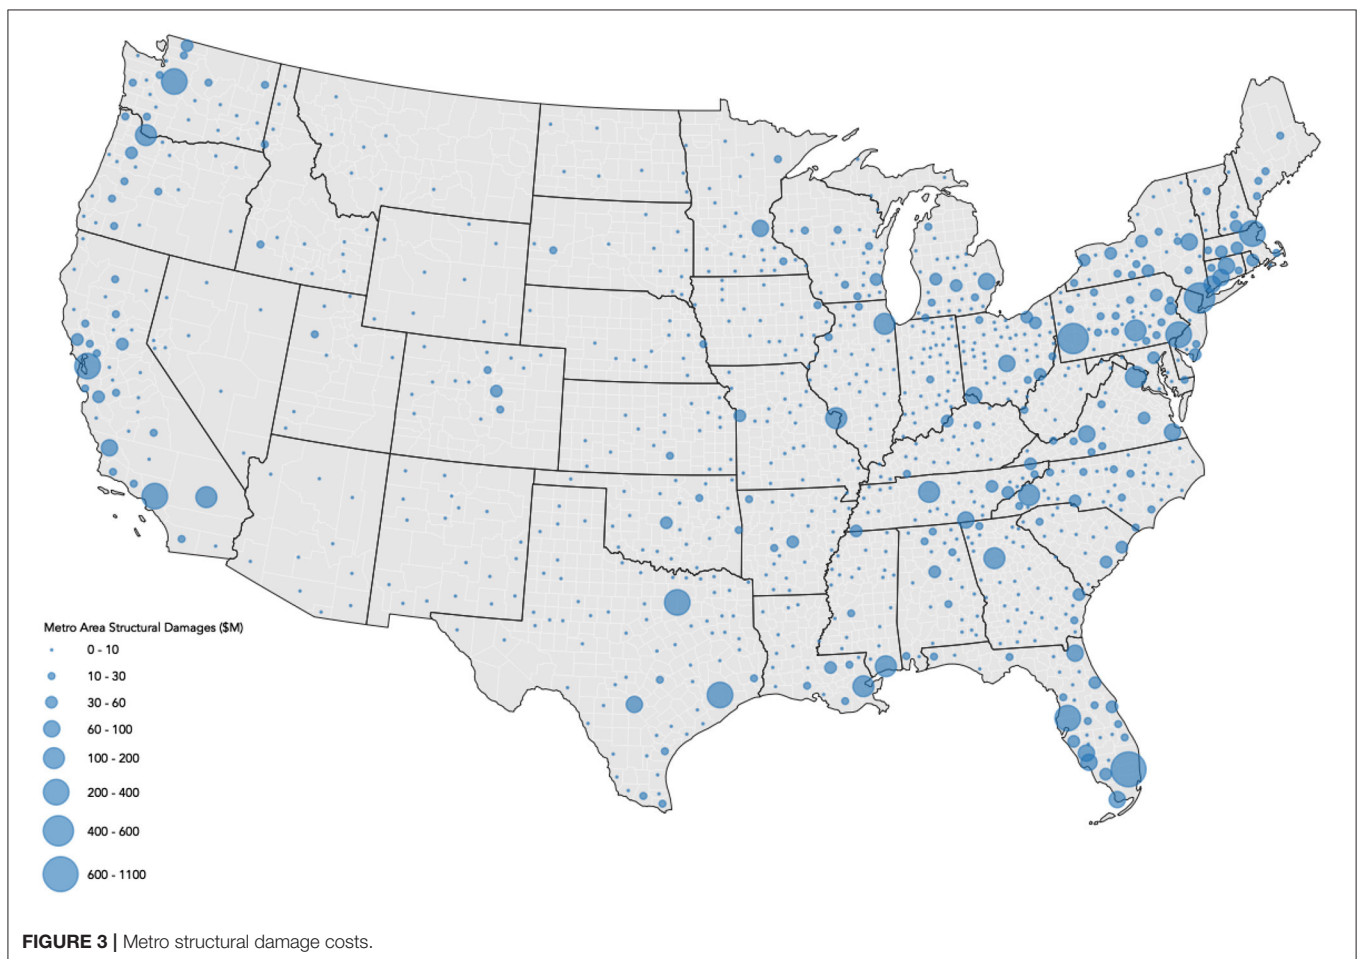 Metro Area Structural Damages ($M)
0 - 10
10 - 30
30 - 60
60 - 100
100 - 200
200 - 400
400 - 600
600 - 1100
FIGURE 3 | Metro structural damage costs.